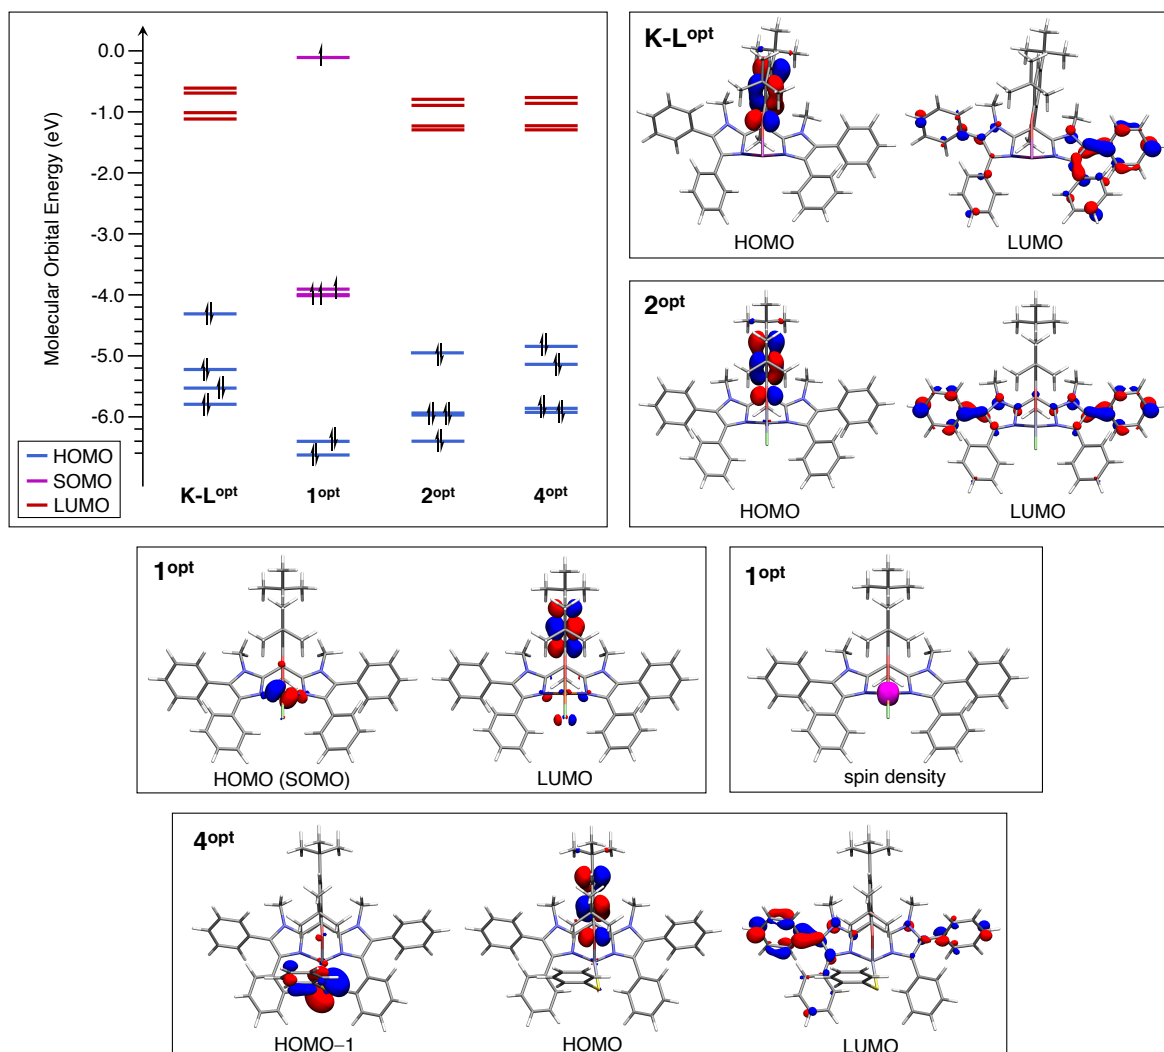 Molecular Orbital Energy (eV)
0.0
-1.0
-2.0
-3.0
-4.0
-5.0
-6.0
HOMO
SOMO
LUMO
K-Lopt
1opt
2opt
4opt
K-Lopt
HOMO
LUMO
2opt
HOMO
LUMO
1opt
HOMO (SOMO)
LUMO
1opt
spin density
4opt
HOMO–1
HOMO
LUMO